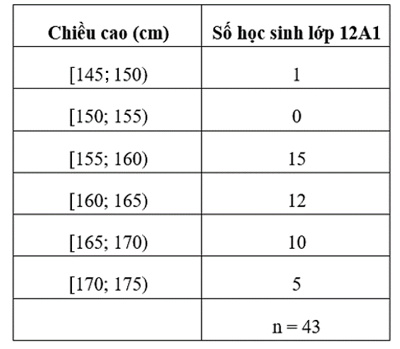 Chiều cao (cm) Số học sinh lớp 12A1
[145; 150) 1
[150; 155) 0
[155; 160) 15
[160; 165) 12
[165; 170) 10
[170; 175) 5
n = 43